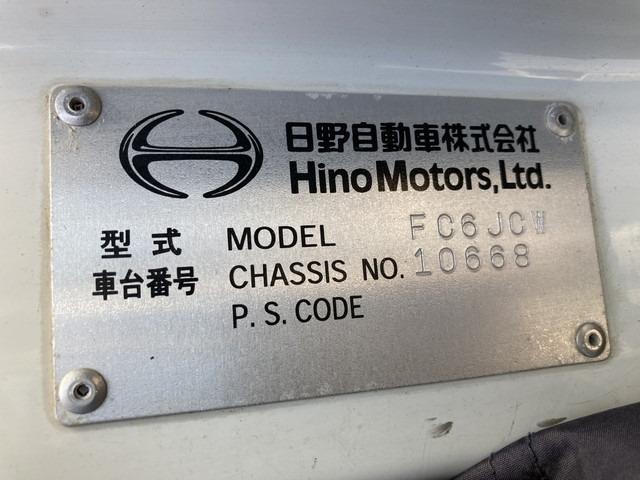 日野自動車株式会社
Hino Motors, Ltd.
型式 MODEL FC6JCW
車台番号 CHASSIS NO. 10668
P.S. CODE